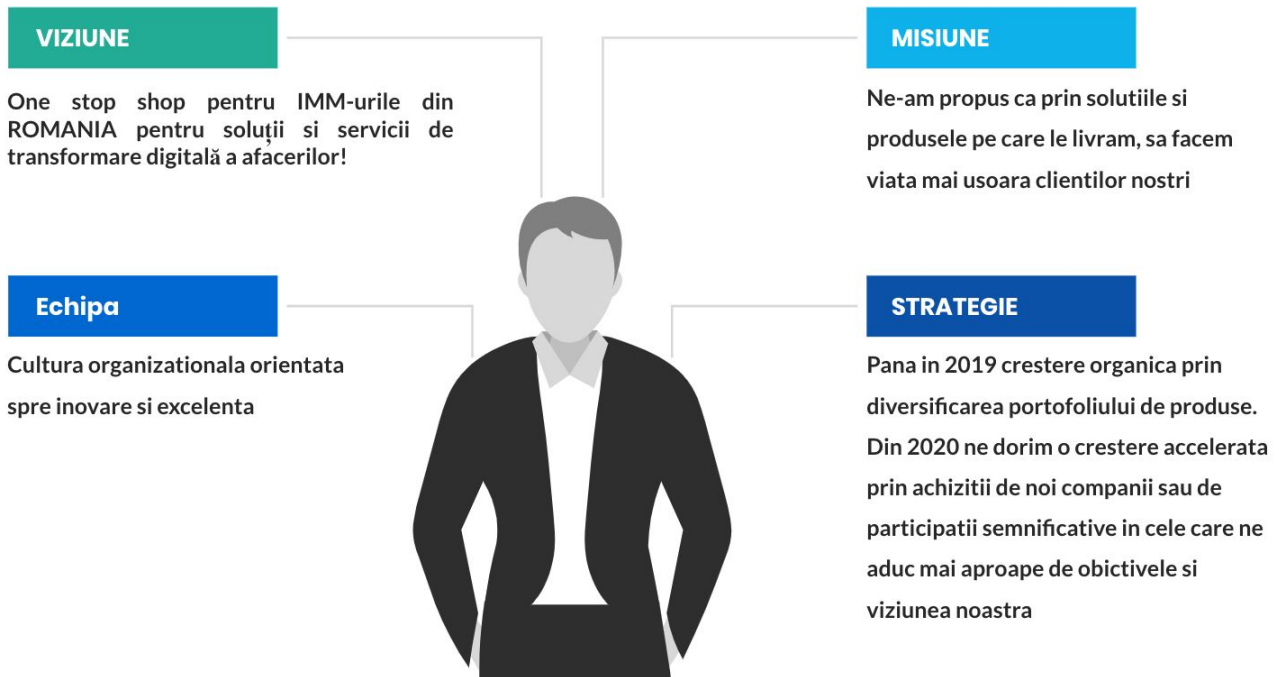 VIZIUNE
One stop shop pentru IMM-urile din
ROMANIA pentru soluții si servicii de
transformare digitală a afacerilor!
MISIUNE
Ne-am propus ca prin solutiile si
produsele pe care le livram, sa facem
viata mai usoara clientilor nostri
Echipa
Cultura organizationala orientata
spre inovare si excelenta
STRATEGIE
Pana in 2019 crestere organica prin
diversificarea portofoliului de produse.
Din 2020 ne dorim o crestere accelerata
prin achizitii de noi companii sau de
participatii semnificative in cele care ne
aduc mai aproape de obictivele si
viziunea noastra